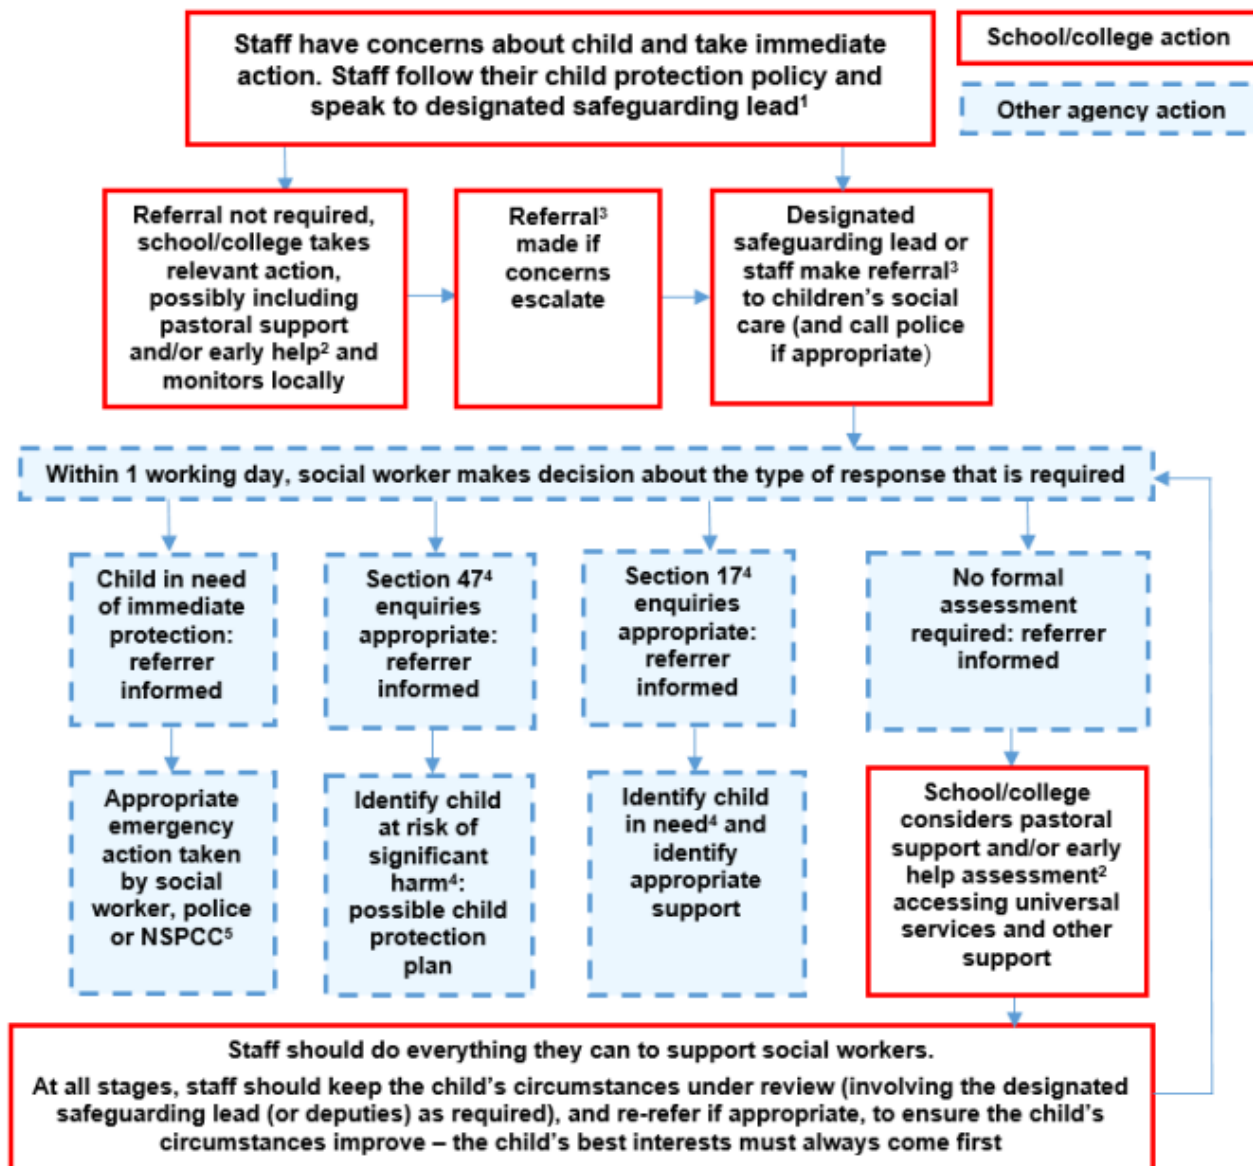 Staff have concerns about child and take immediate
action. Staff follow their child protection policy and
speak to designated safeguarding lead¹
School/college action
Other agency action
Referral not required,
school/college takes
relevant action,
possibly including
pastoral support
and/or early help² and
monitors locally
Referral³
made if
concerns
escalate
Designated
safeguarding lead or
staff make referral³
to children’s social
care (and call police
if appropriate)
Within 1 working day, social worker makes decision about the type of response that is required
Child in need
of immediate
protection:
referrer
informed
Section 47⁴
enquiries
appropriate:
referrer
informed
Section 17⁴
enquiries
appropriate:
referrer
informed
No formal
assessment
required: referrer
informed
Appropriate
emergency
action taken
by social
worker, police
or NSPCC⁵
Identify child
at risk of
significant
harm⁴:
possible child
protection
plan
Identify child
in need⁴ and
identify
appropriate
support
School/college
considers pastoral
support and/or early
help assessment²
accessing universal
services and other
support
Staff should do everything they can to support social workers.
At all stages, staff should keep the child’s circumstances under review (involving the designated
safeguarding lead (or deputies) as required), and re-refer if appropriate, to ensure the child’s
circumstances improve – the child’s best interests must always come first